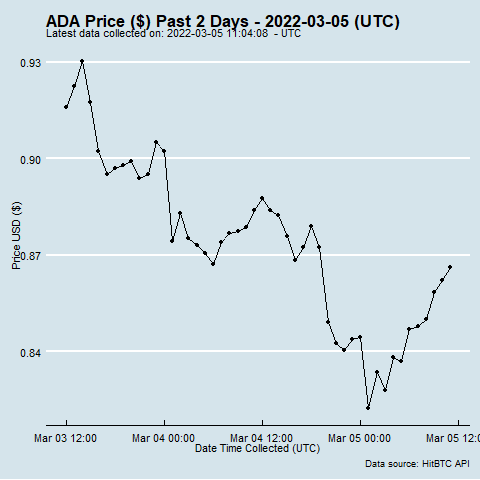 ADA Price ($) Past 2 Days - 2022-03-05 (UTC)
Latest data collected on: 2022-03-05 11:04:08 - UTC
0.93
0.90
0.87
0.84
Price USD ($)
Mar 03 12:00 Mar 04 00:00 Mar 04 12:00 Mar 05 00:00 Mar 05 12:00
Date Time Collected (UTC)
Data source: HitBTC API